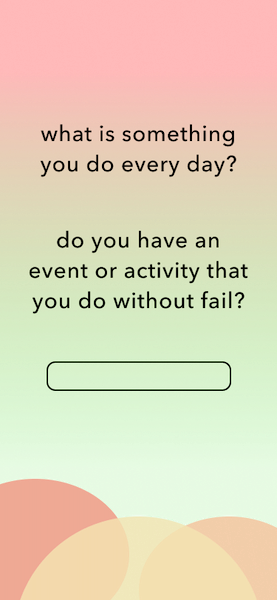 what is something
you do every day?
do you have an
event or activity that
you do without fail?